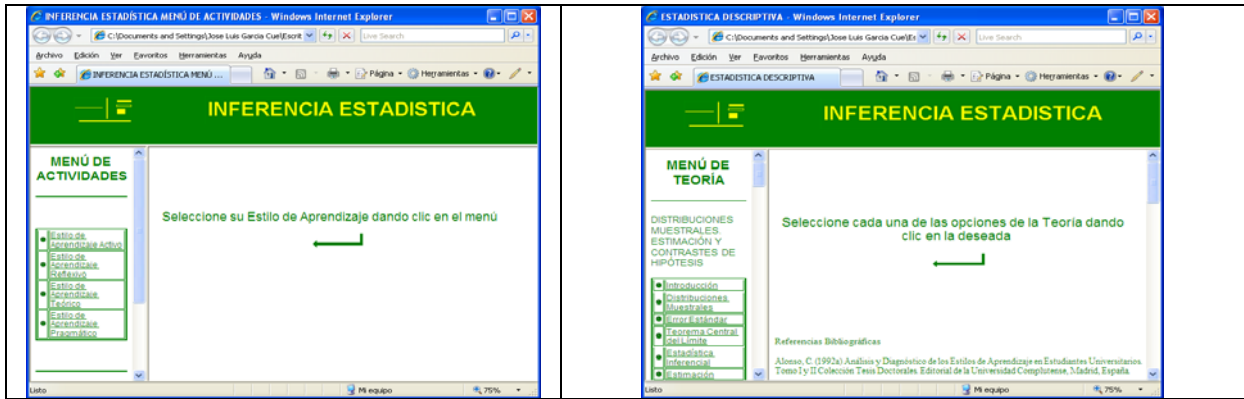 INFERENCIA ESTADÍSTICA MENÚ DE ACTIVIDADES - Windows Internet Explorer
C:\Documents and Settings\Jose Luis Garcia Cuel\Escrit
Live Search
Archivo Edición Ver Favoritos Herramientas Ayuda
INFERENCIA ESTADÍSTICA MENÚ ...
Página
Herramientas
INFERENCIA ESTADISTICA
MENÚ DE
ACTIVIDADES
Seleccione su Estilo de Aprendizaje dando clic en el menú
Estilo de
Aprendizaje Activo
Estilo de
Aprendizaje
Reflexivo
Estilo de
Aprendizaje
Teórico
Estilo de
Aprendizaje
Pragmático
Listo
Mi equipo
75%
ESTADISTICA DESCRIPTIVA - Windows Internet Explorer
C:\Documents and Settings\Jose Luis Garcia Cuel\Es
Live Search
Archivo Edición Ver Favoritos Herramientas Ayuda
ESTADISTICA DESCRIPTIVA
Página
Herramientas
INFERENCIA ESTADISTICA
MENÚ DE
TEORÍA
DISTRIBUCIONES
MUESTRALES.
ESTIMACIÓN Y
CONTRASTES DE
HIPÓTESIS
Introducción
Distribuciones
Muestrales
Error Estándar
Teorema Central
del Límite
Estadística
Inferencial
Estimación
Seleccione cada una de las opciones de la Teoría dando
clic en la deseada
Referencias Bibliográficas
Alonso, C. (1992a) Análisis y Diagnóstico de los Estilos de Aprendizaje en Estudiantes Universitarios.
Tomo I y II Colección Tesis Doctorales. Editorial de la Universidad Complutense, Madrid, España.
Listo
Mi equipo
75%